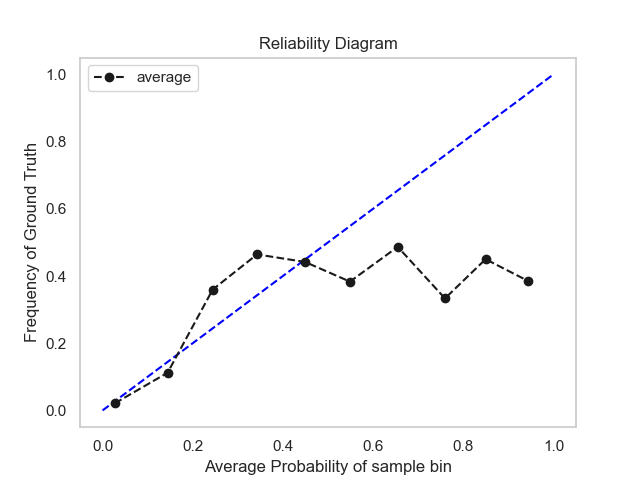 Reliability Diagram
average
Frequency of Ground Truth
1.0
0.8
0.6
0.4
0.2
0.0
0.0 0.2 0.4 0.6 0.8 1.0
Average Probability of sample bin